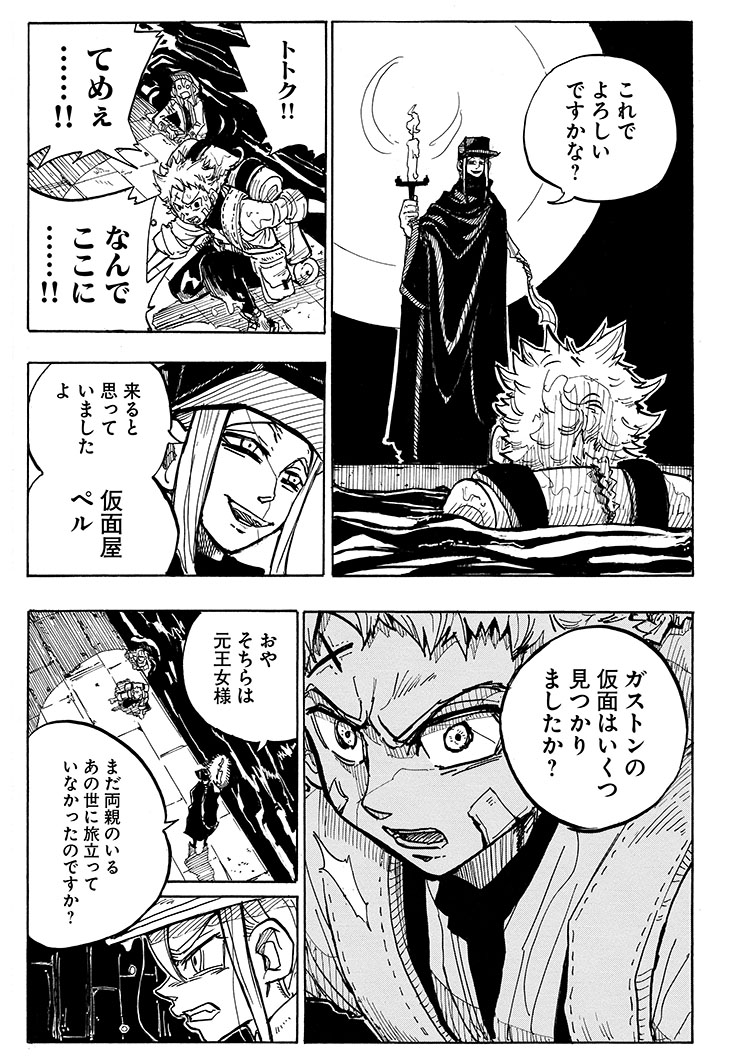 これで
よろしい
ですかな?
トトク!!
てめぇ
……!!
なんで
ここに
……!!
来ると
思って
いました
よ
仮面屋
ペル
ガストンの
仮面はいくつ
見つかり
ましたか?
おや
そちらは
元王女様
まだ両親のいる
あの世に旅立って
いなかったのですか?